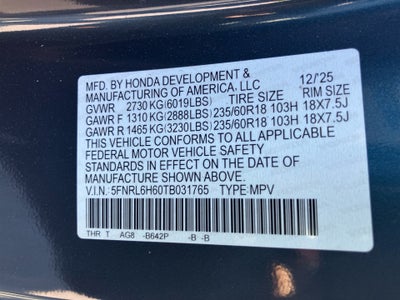 MFD. BY HONDA DEVELOPMENT &
MANUFACTURING OF AMERICA, LLC 12/'25
GVWR 2730 KG(6019LBS) TIRE SIZE RIM SIZE
GAWR F 1310 KG(2888LBS) 235/60R18 103H 18X7.5J
GAWR R 1465 KG(3230LBS) 235/60R18 103H 18X7.5J
THIS VEHICLE CONFORMS TO ALL APPLICABLE
FEDERAL MOTOR VEHICLE SAFETY
STANDARDS IN EFFECT ON THE DATE OF
MANUFACTURE SHOWN ABOVE.
V.I.N.: 5FNRL6H60TB031765 TYPE:MPV
THR T AG8 -B642P -B -B